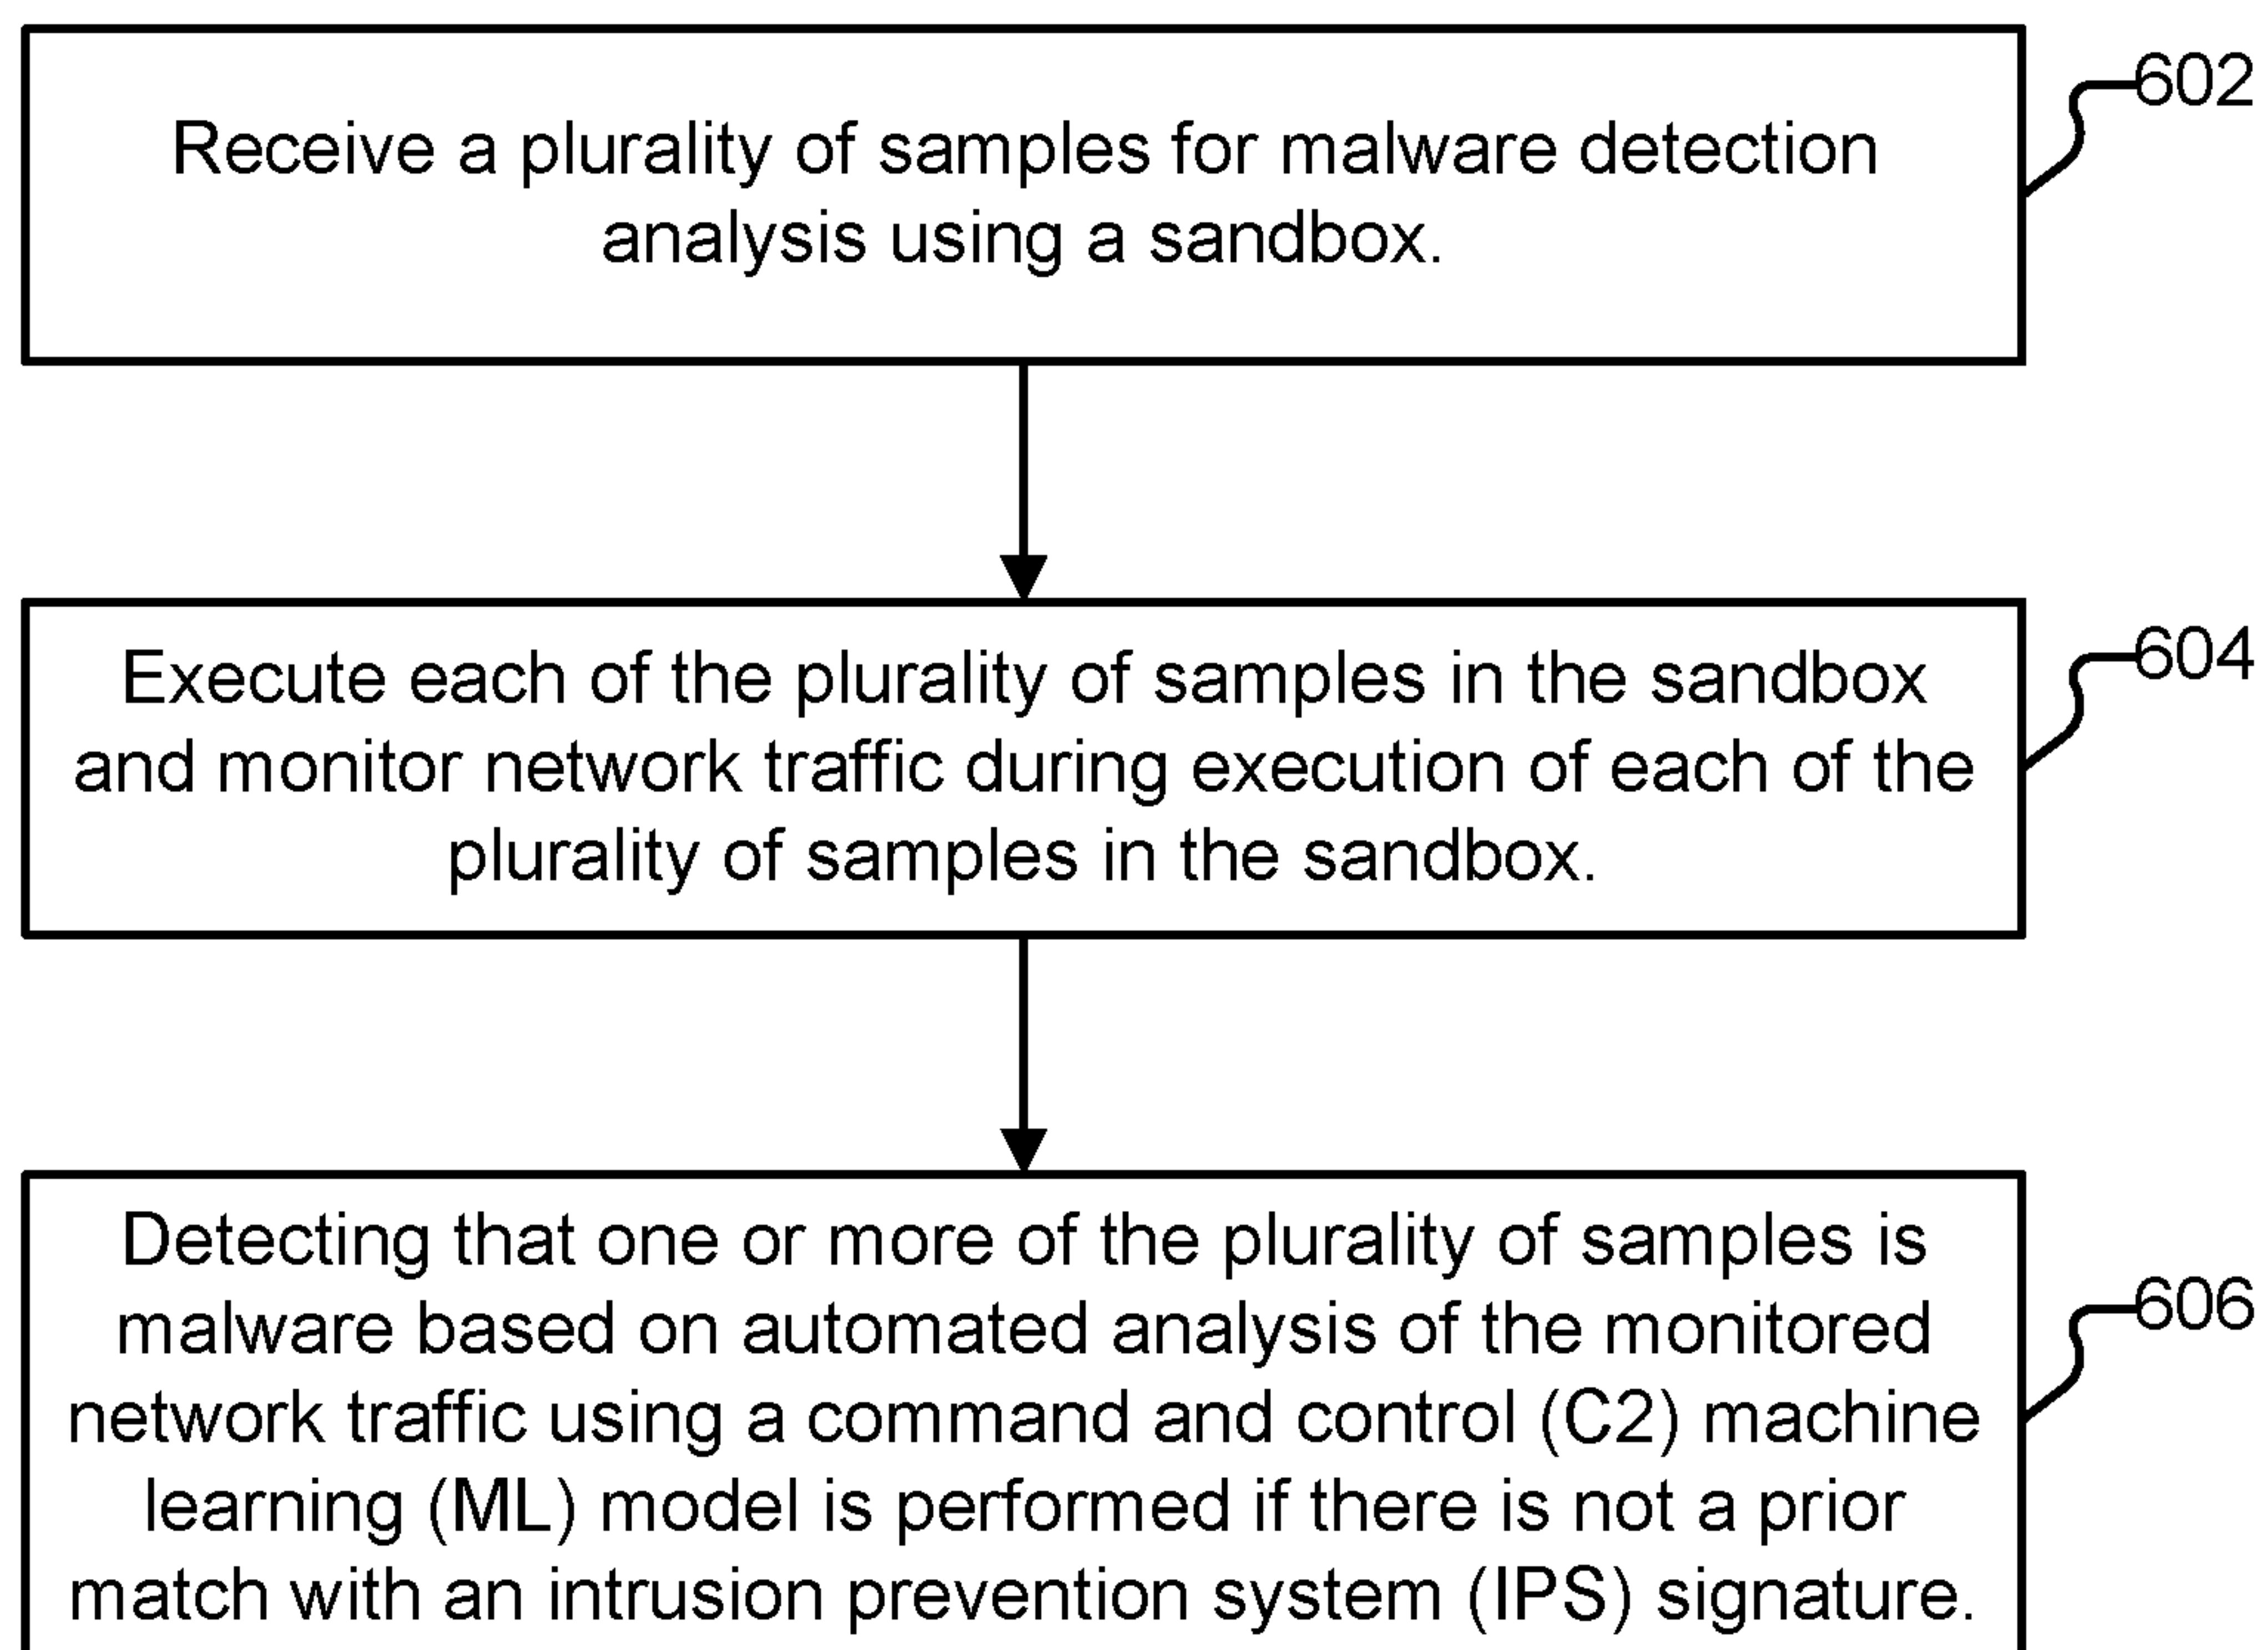 602
Receive a plurality of samples for malware detection
analysis using a sandbox.
604
Execute each of the plurality of samples in the sandbox
and monitor network traffic during execution of each of the
plurality of samples in the sandbox.
606
Detecting that one or more of the plurality of samples is
malware based on automated analysis of the monitored
network traffic using a command and control (C2) machine
learning (ML) model is performed if there is not a prior
match with an intrusion prevention system (IPS) signature.